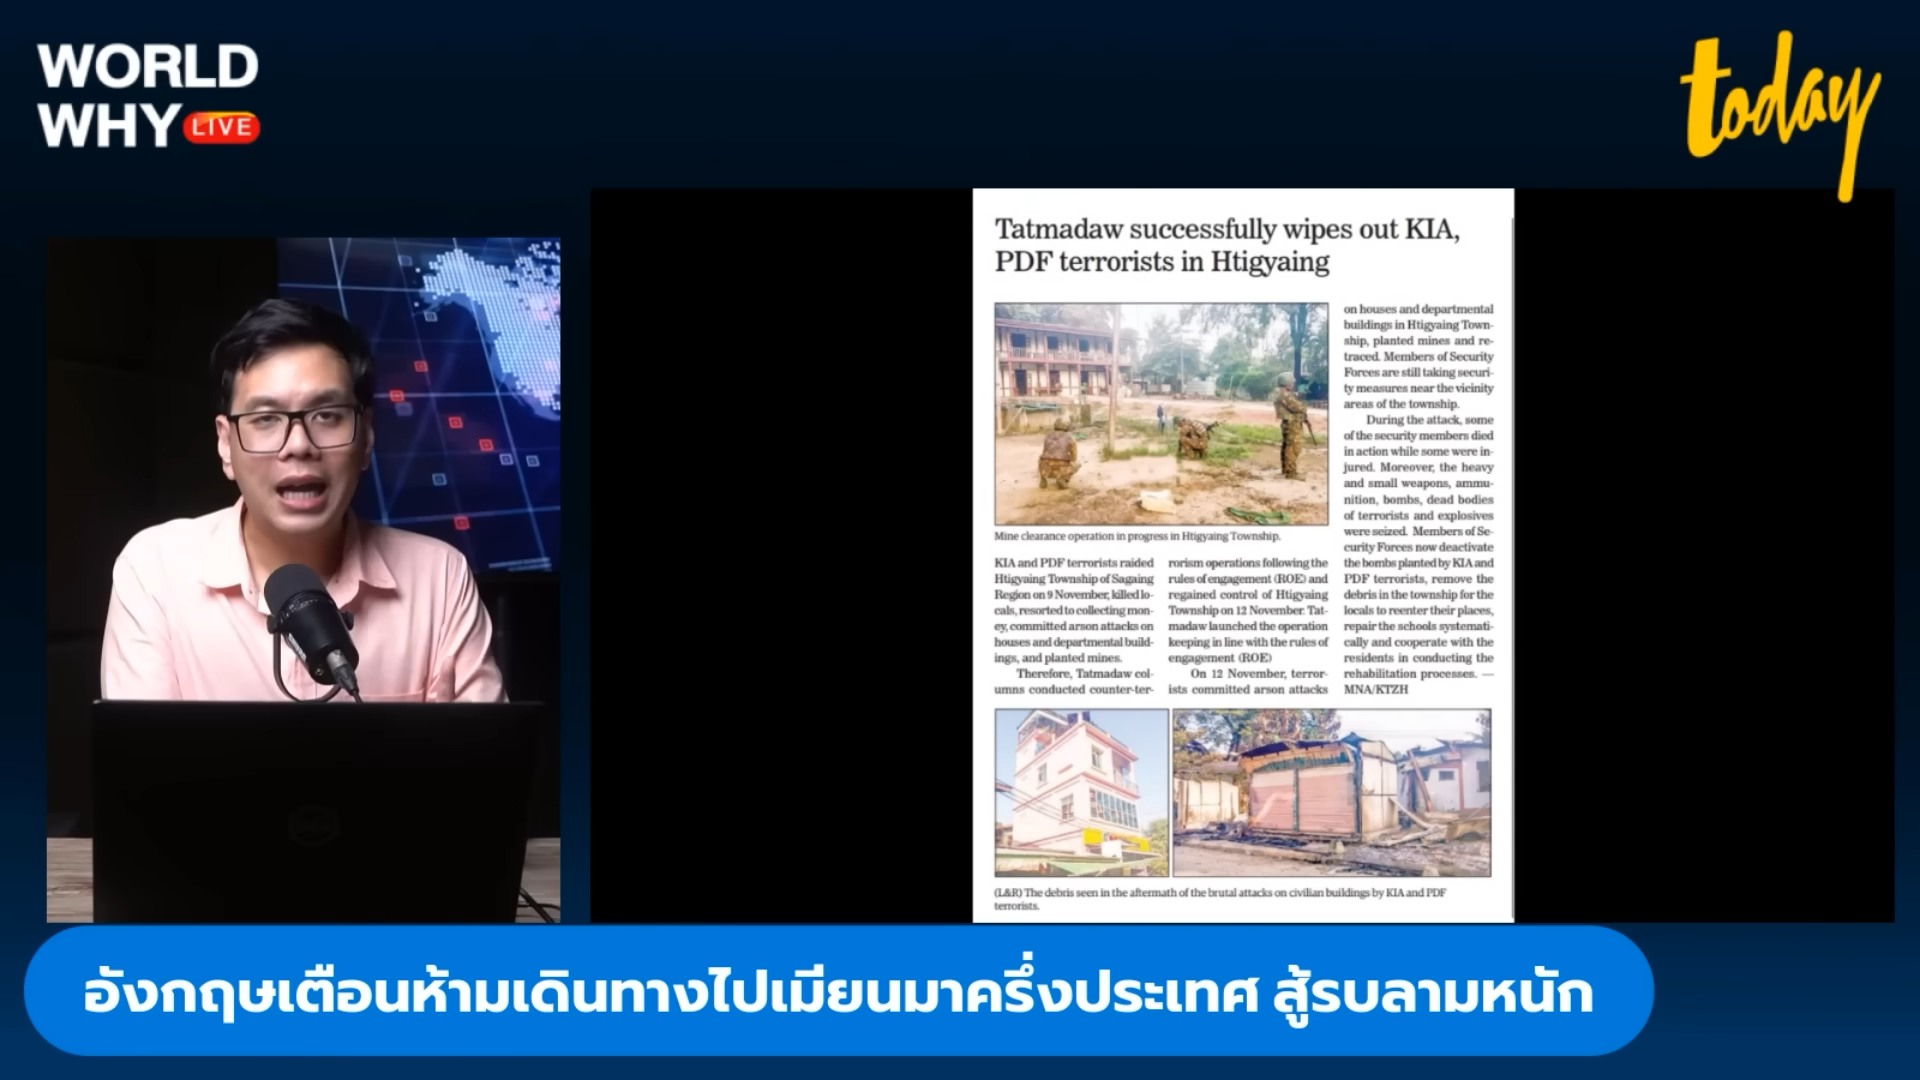 WORLD
WHY LIVE
today
Tatmadaw successfully wipes out KIA,
PDF terrorists in Htigyaing
Mine clearance operation in progress in Htigyaing Township.
KIA and PDF terrorists raided
Htigyaing Township of Sagaing
Region on 9 November, killed lo-
cals, resorted to collecting mon-
ey, committed arson attacks on
houses and departmental build-
ings, and planted mines.
Therefore, Tatmadaw col-
umns conducted counter-ter-
rorism operations following the
rules of engagement (ROE) and
regained control of Htigyaing
Township on 12 November. Tat-
madaw launched the operation
keeping in line with the rules of
engagement (ROE)
On 12 November, terror-
ists committed arson attacks
on houses and departmental
buildings in Htigyaing Town-
ship, planted mines and re-
traced. Members of Security
Forces are still taking securi-
ty measures near the vicinity
areas of the township.
During the attack, some
of the security members died
in action while some were in-
jured. Moreover, the heavy
and small weapons, ammu-
nition, bombs, dead bodies
of terrorists and explosives
were seized. Members of Se-
curity Forces now deactivate
the bombs planted by KIA and
PDF terrorists, remove the
debris in the township for the
locals to reenter their places,
repair the schools systemati-
cally and cooperate with the
residents in conducting the
rehabilitation processes. —
MNA/KTZH
(L&R) The debris seen in the aftermath of the brutal attacks on civilian buildings by KIA and PDF
terrorists.
อังกฤษเตือนห้ามเดินทางไปเมียนมาครึ่งประเทศ สู้รบลามหนัก